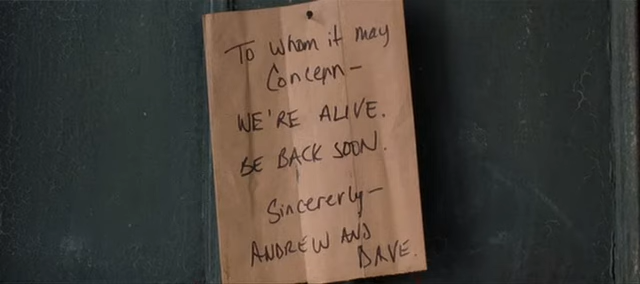 To whom it may
Concern—
WE'RE ALIVE.
BE BACK SOON.
Sincererly—
ANDREW AND
DAVE.